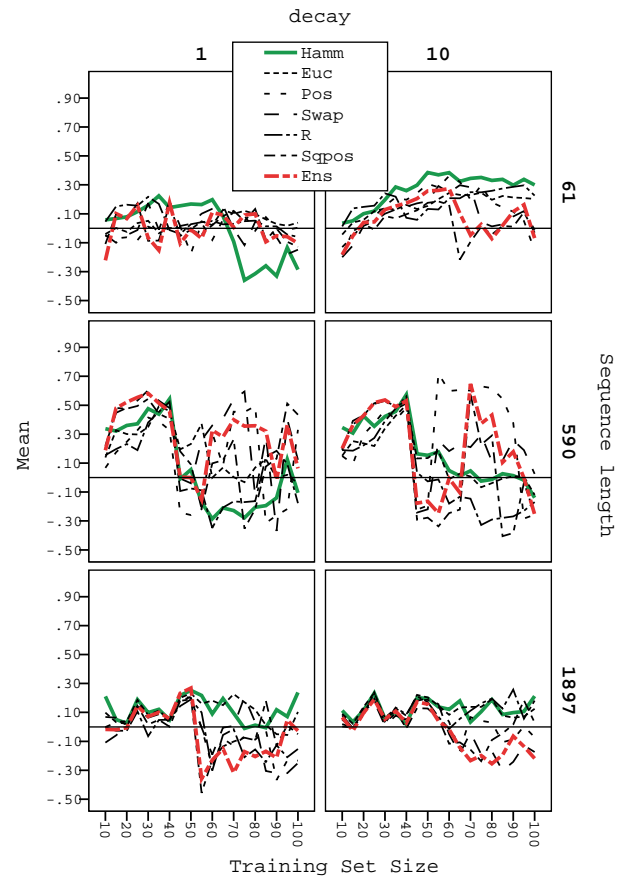 decay
1
10
Hamm
Euc
Pos
Swap
R
Sqpos
Ens
.90
.70
.50
.30
.10
-.10
-.30
-.50
61
.90
.70
.50
.30
.10
-.10
-.30
-.50
590
.90
.70
.50
.30
.10
-.10
-.30
-.50
1897
Mean
Sequence length
10 20 30 40 50 60 70 80 90 100
10 20 30 40 50 60 70 80 90 100
Training Set Size